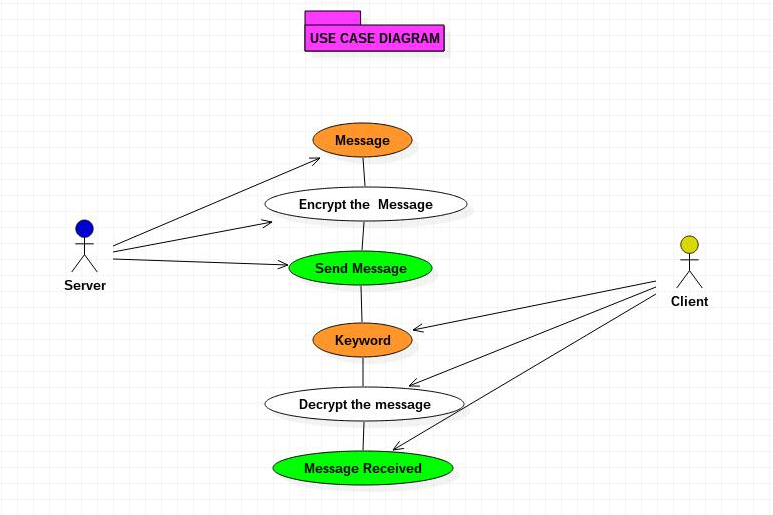 USE CASE DIAGRAM
Message
Encrypt the  Message
Server
Send Message
Client
Keyword
Decrypt the message
Message Received